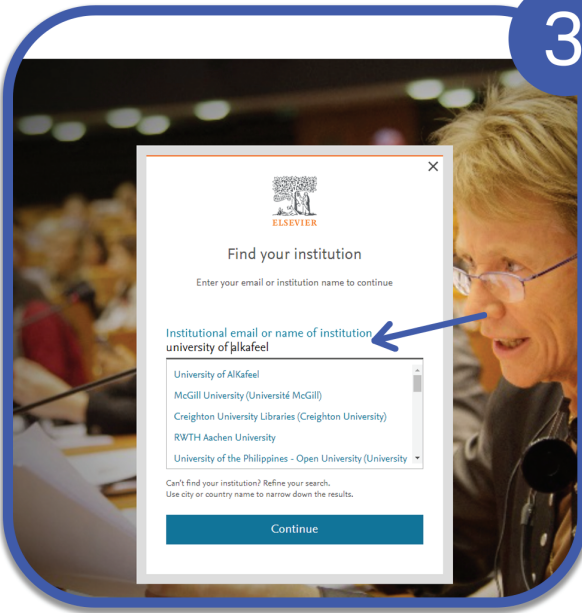 3
ELSEVIER
Find your institution
Enter your email or institution name to continue
Institutional email or name of institution
university of alkafeel
University of AlKafeel
McGill University (Université McGill)
Creighton University Libraries (Creighton University)
RWTH Aachen University
University of the Philippines - Open University (University
Can't find your institution? Refine your search.
Use city or country name to narrow down the results.
Continue